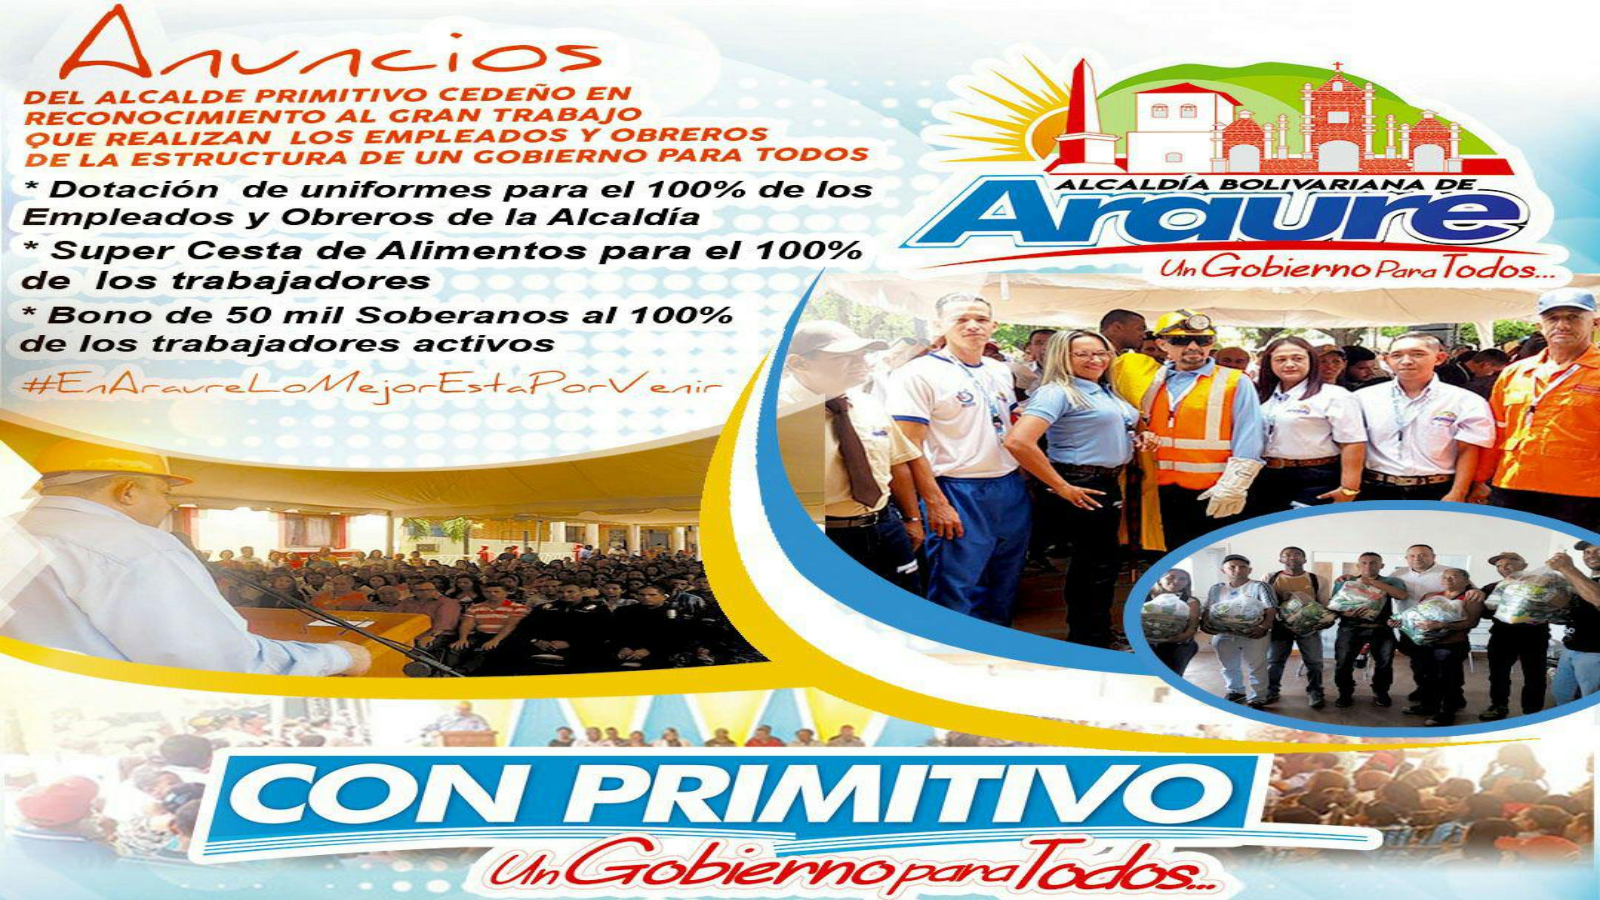 Anuncios
DEL ALCALDE PRIMITIVO CEDEÑO EN
RECONOCIMIENTO AL GRAN TRABAJO
QUE REALIZAN LOS EMPLEADOS Y OBREROS
DE LA ESTRUCTURA DE UN GOBIERNO PARA TODOS
* Dotación de uniformes para el 100% de los
Empleados y Obreros de la Alcaldía
* Super Cesta de Alimentos para el 100%
de los trabajadores
* Bono de 50 mil Soberanos al 100%
de los trabajadores activos
#EnAraureLoMejorEstaPorVenir
ALCALDÍA BOLIVARIANA DE
Araure
Un Gobierno Para Todos...
CON PRIMITIVO
Un Gobierno para Todos...